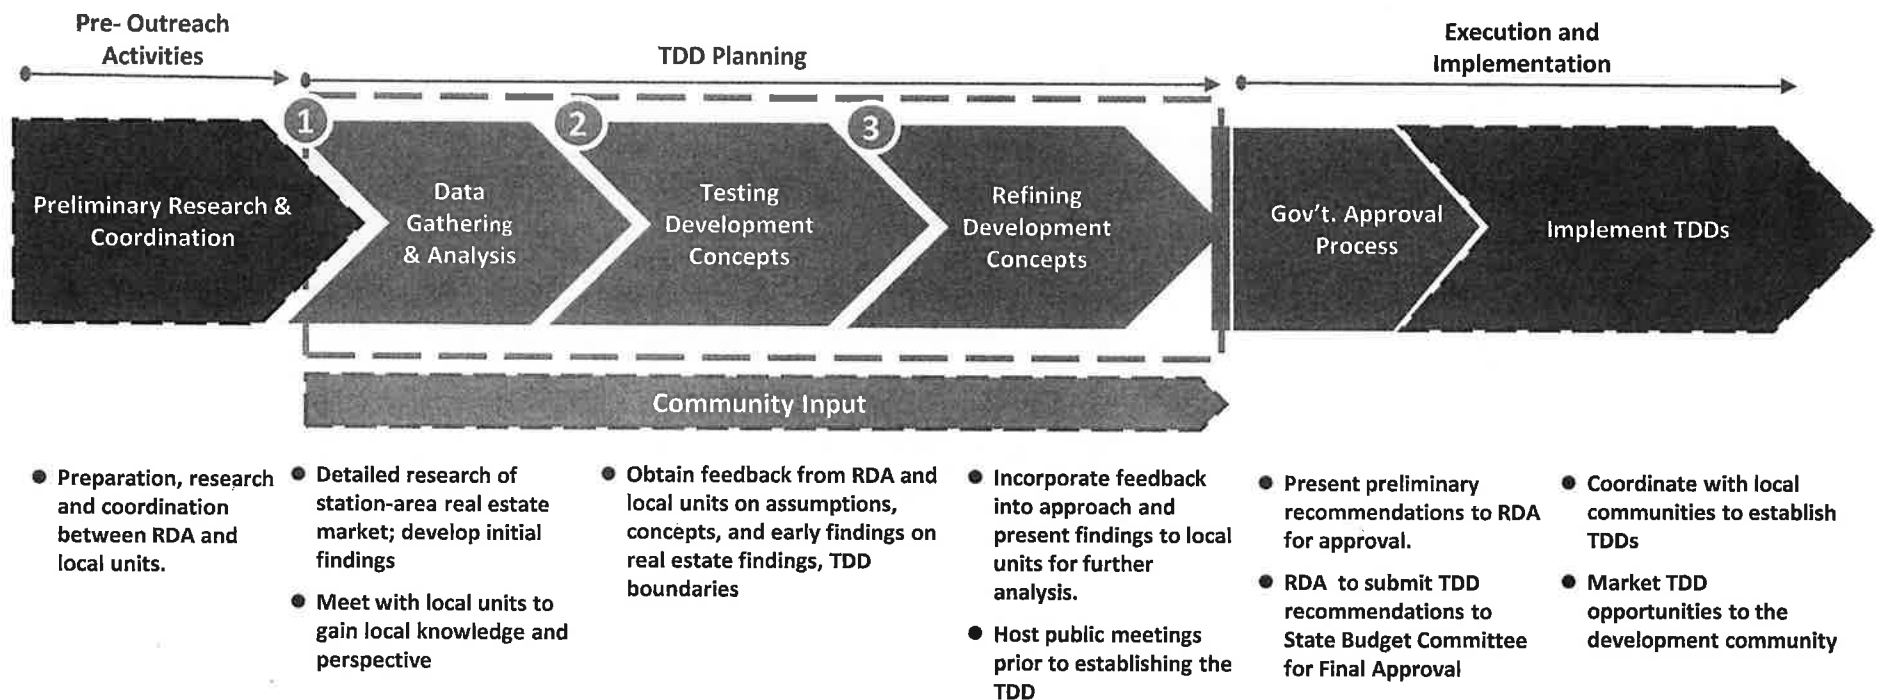 Pre- Outreach
Activities
TDD Planning
Execution and
Implementation
1
2
3
Preliminary Research &
Coordination
Data
Gathering
& Analysis
Testing
Development
Concepts
Refining
Development
Concepts
Gov't. Approval
Process
Implement TDDs
Community Input
● Preparation, research
and coordination
between RDA and
local units.
● Detailed research of
station-area real estate
market; develop initial
findings
● Meet with local units to
gain local knowledge and
perspective
● Obtain feedback from RDA and
local units on assumptions,
concepts, and early findings on
real estate findings, TDD
boundaries
● Incorporate feedback
into approach and
present findings to local
units for further
analysis.
● Host public meetings
prior to establishing the
TDD
● Present preliminary
recommendations to RDA
for approval.
● RDA to submit TDD
recommendations to
State Budget Committee
for Final Approval
● Coordinate with local
communities to establish
TDDs
● Market TDD
opportunities to the
development community